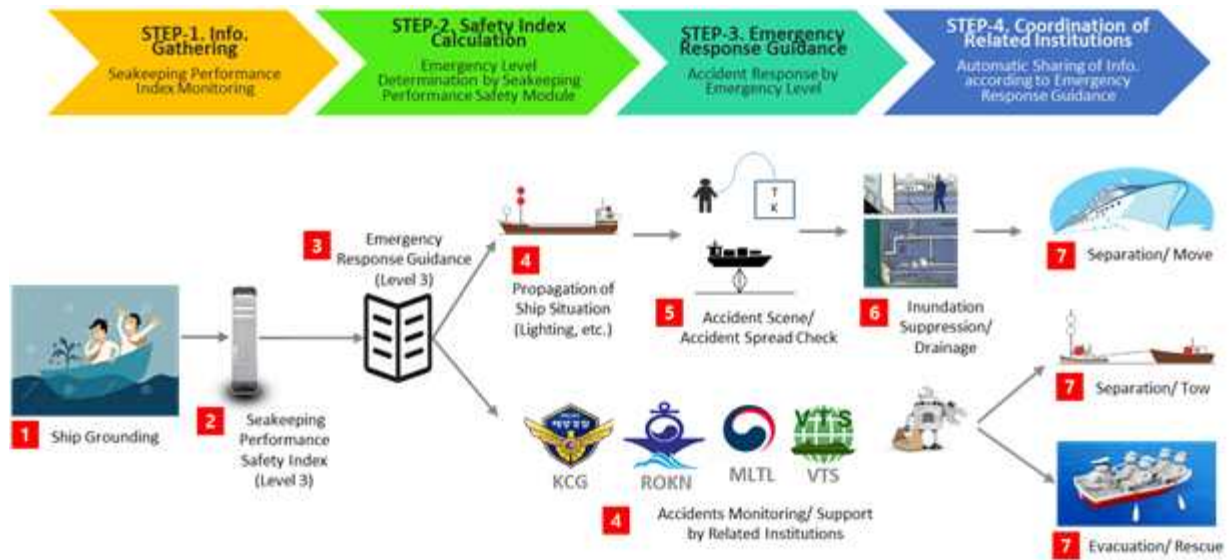 STEP-1. Info.
Gathering
Seakeeping Performance
Index Monitoring
STEP-2. Safety Index
Calculation
Emergency Level
Determination by Seakeeping
Performance Safety Module
STEP-3. Emergency
Response Guidance
Accident Response by
Emergency Level
STEP-4. Coordination of
Related Institutions
Automatic Sharing of Info.
according to Emergency
Response Guidance
1 Ship Grounding
2 Seakeeping
Performance
Safety Index
(Level 3)
3 Emergency
Response Guidance
(Level 3)
4
Propagation of
Ship Situation
(Lighting, etc.)
T
K
5 Accident Scene/
Accident Spread Check
6 Inundation
Suppression/
Drainage
7 Separation/ Move
7 Separation/ Tow
7 Evacuation/ Rescue
VTS
KCG
ROKN
MLTL
VTS
4 Accidents Monitoring/ Support
by Related Institutions